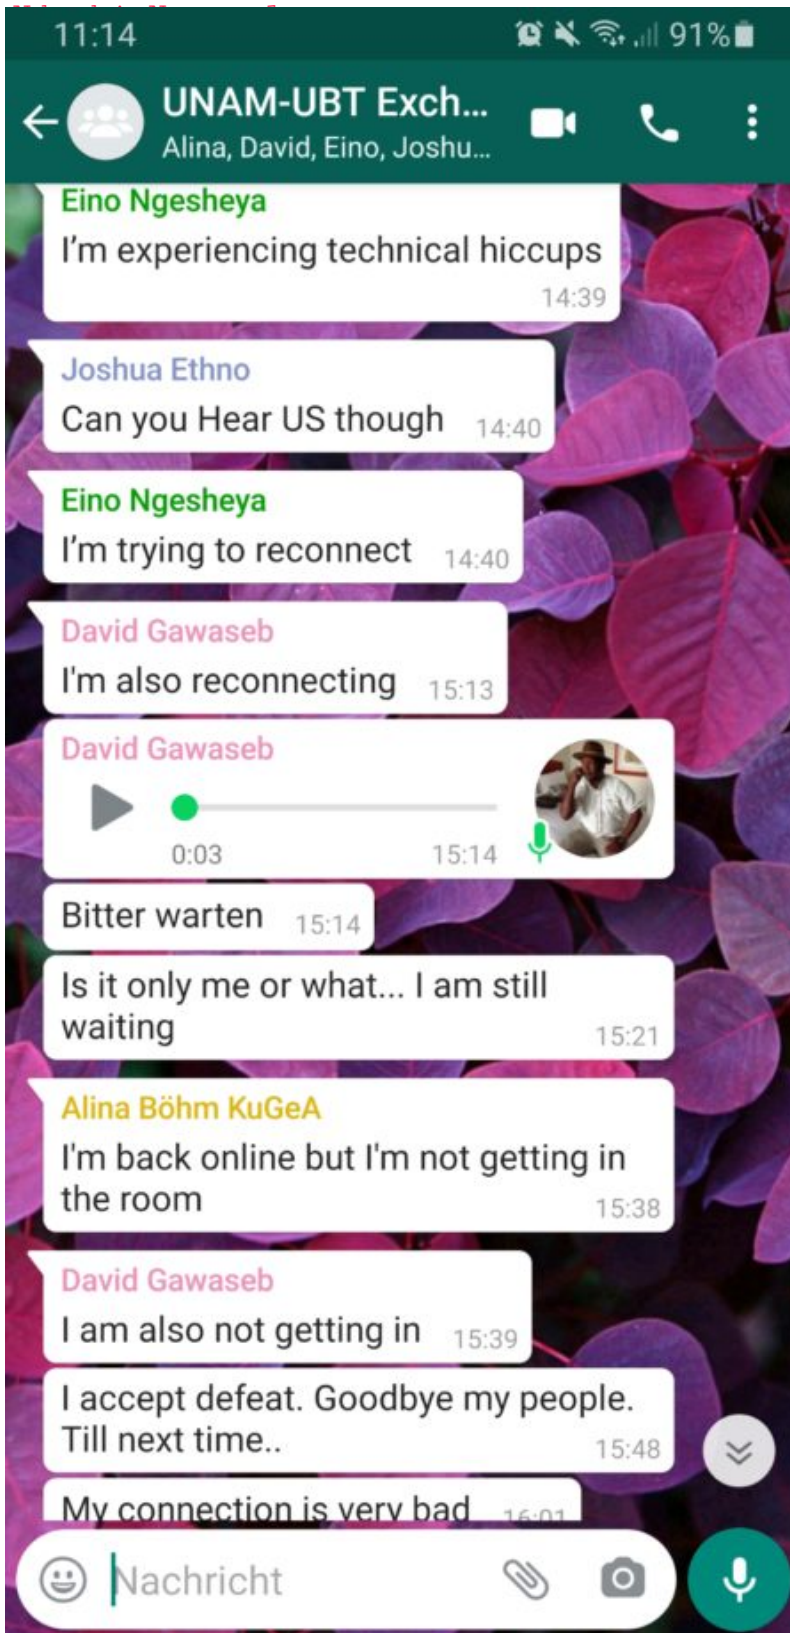 11:14 91%
UNAM-UBT Exch...
Alina, David, Eino, Joshu...
Eino Ngesheya
I’m experiencing technical hiccups
14:39
Joshua Ethno
Can you Hear US though 14:40
Eino Ngesheya
I’m trying to reconnect 14:40
David Gawaseb
I'm also reconnecting 15:13
David Gawaseb
0:03 15:14
Bitter warten 15:14
Is it only me or what... I am still
waiting 15:21
Alina Böhm KuGeA
I'm back online but I'm not getting in
the room 15:38
David Gawaseb
I am also not getting in 15:39
I accept defeat. Goodbye my people.
Till next time.. 15:48
My connection is very bad 16:01
Nachricht